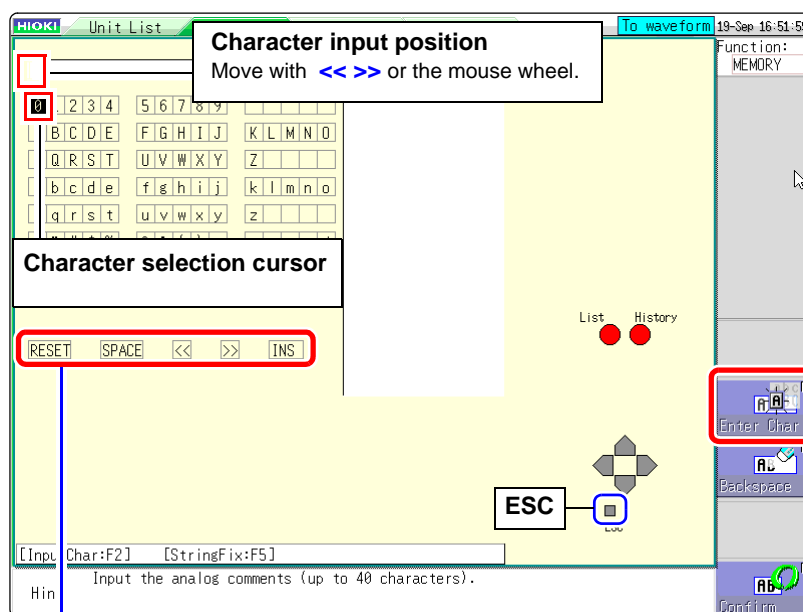 HIOKI Unit List To waveform 19-Sep 16:51:59
Character input position
Move with << >> or the mouse wheel.
Function:
MEMORY
0 2 3 4 5 6 7 8 9
B C D E F G H I J K L M N O
Q R S T U V W X Y Z
b c d e f g h i j k l m n o
q r s t u v w x y z
Character selection cursor
List History
RESET SPACE << >> INS
Enter Char
Backspace
ESC
[Input Char:F2] [StringFix:F5]
Input the analog comments (up to 40 characters).
Hin
Confirm